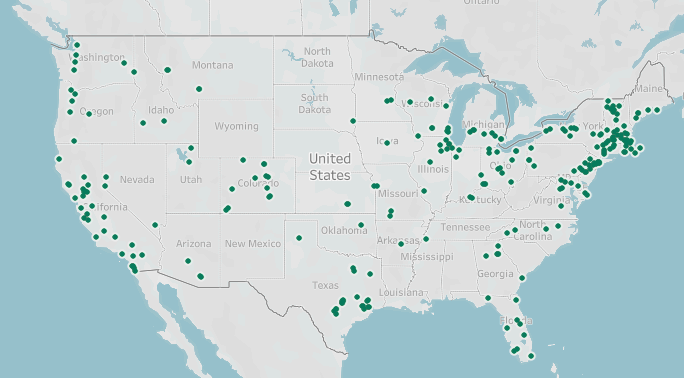 Ontario
Washington
Montana
North
Dakota
Minnesota
Maine
Oregon
Idaho
South
Dakota
Wisconsin
Michigan
York
Wyoming
Iowa
United
States
Nevada
Utah
Colorado
Illinois
Ohio
California
Missouri
Kentucky
Virginia
Arizona
New Mexico
Oklahoma
Arkansas
Tennessee
North
Carolina
Mississippi
Texas
Louisiana
Georgia
Florida